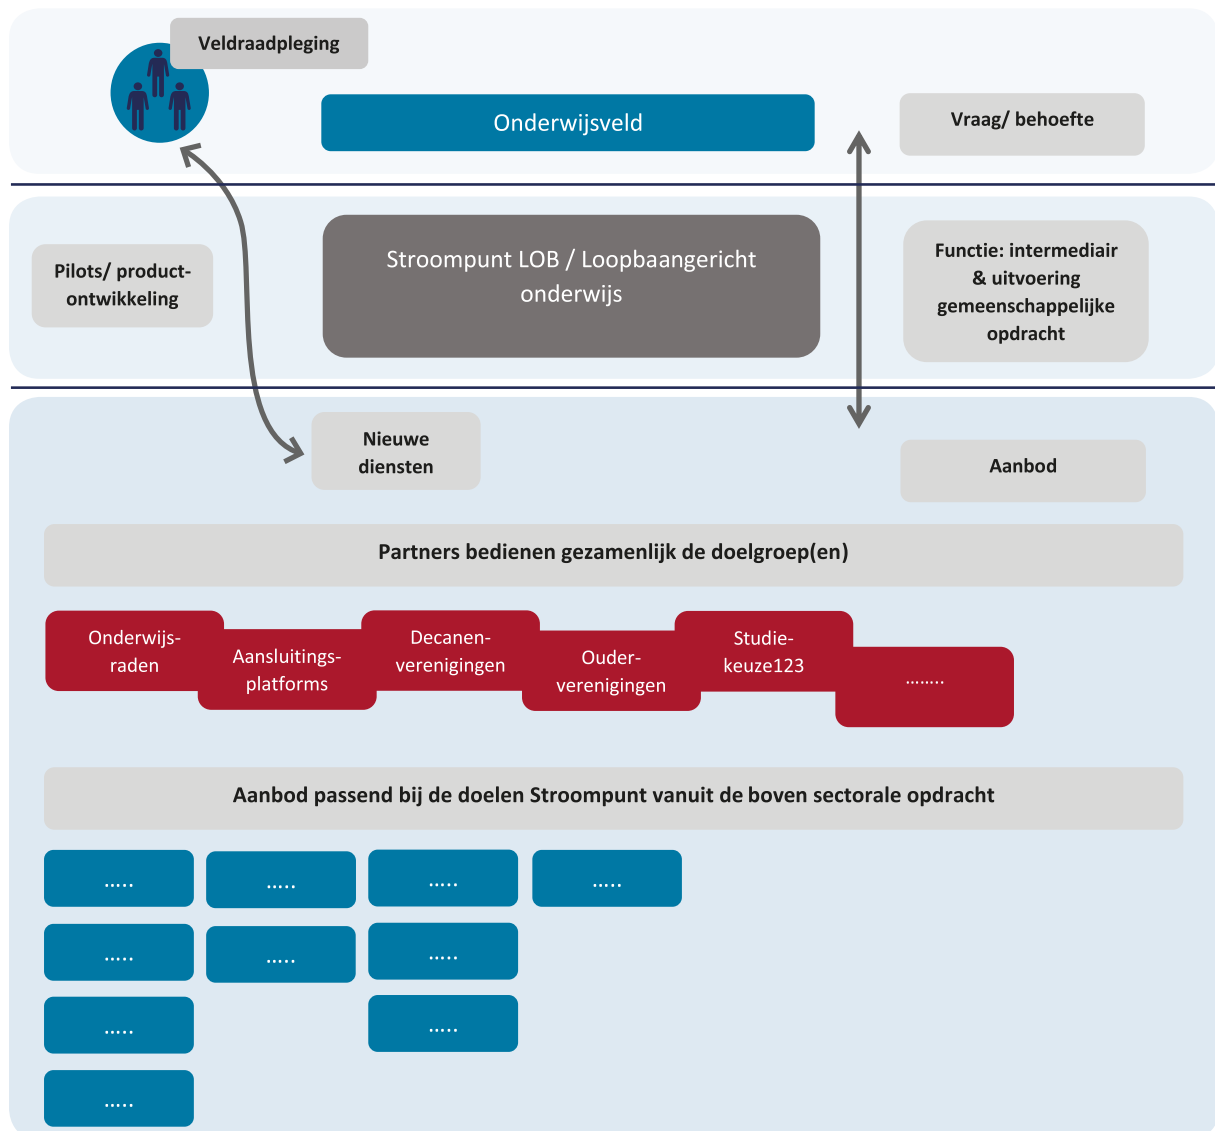 Veldraadpleging
Onderwijsveld
Vraag/ behoefte
Pilots/ product-
ontwikkeling
Stroompunt LOB / Loopbaangericht
onderwijs
Functie: intermediair
& uitvoering
gemeenschappelijke
opdracht
Nieuwe
diensten
Aanbod
Partners bedienen gezamenlijk de doelgroep(en)
Onderwijs-
raden
Aansluitings-
platforms
Decanen-
verenigingen
Ouder-
verenigingen
Studie-
keuze123
........
Aanbod passend bij de doelen Stroompunt vanuit de boven sectorale opdracht
.....
.....
.....
.....
.....
.....
.....
.....
.....
.....